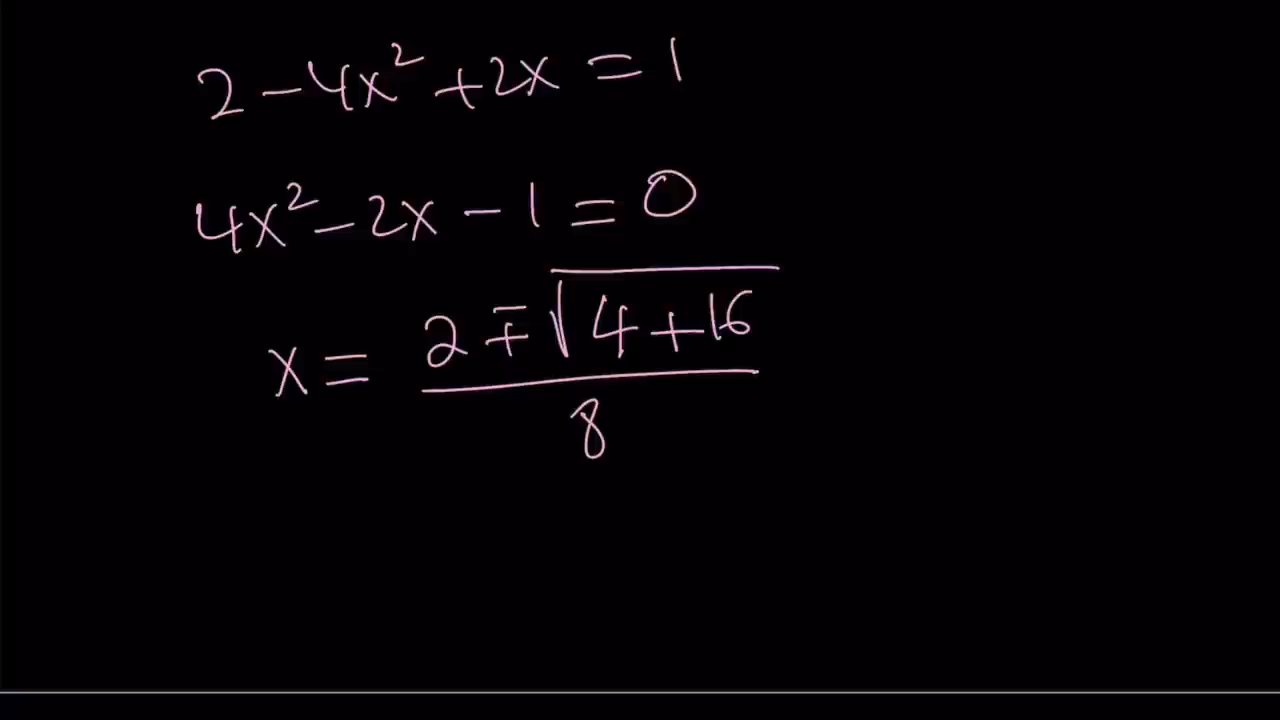 2 - 4x² + 2x = 1
4x² - 2x - 1 = 0
x = (2 ∓ √(4 + 16)) / 8